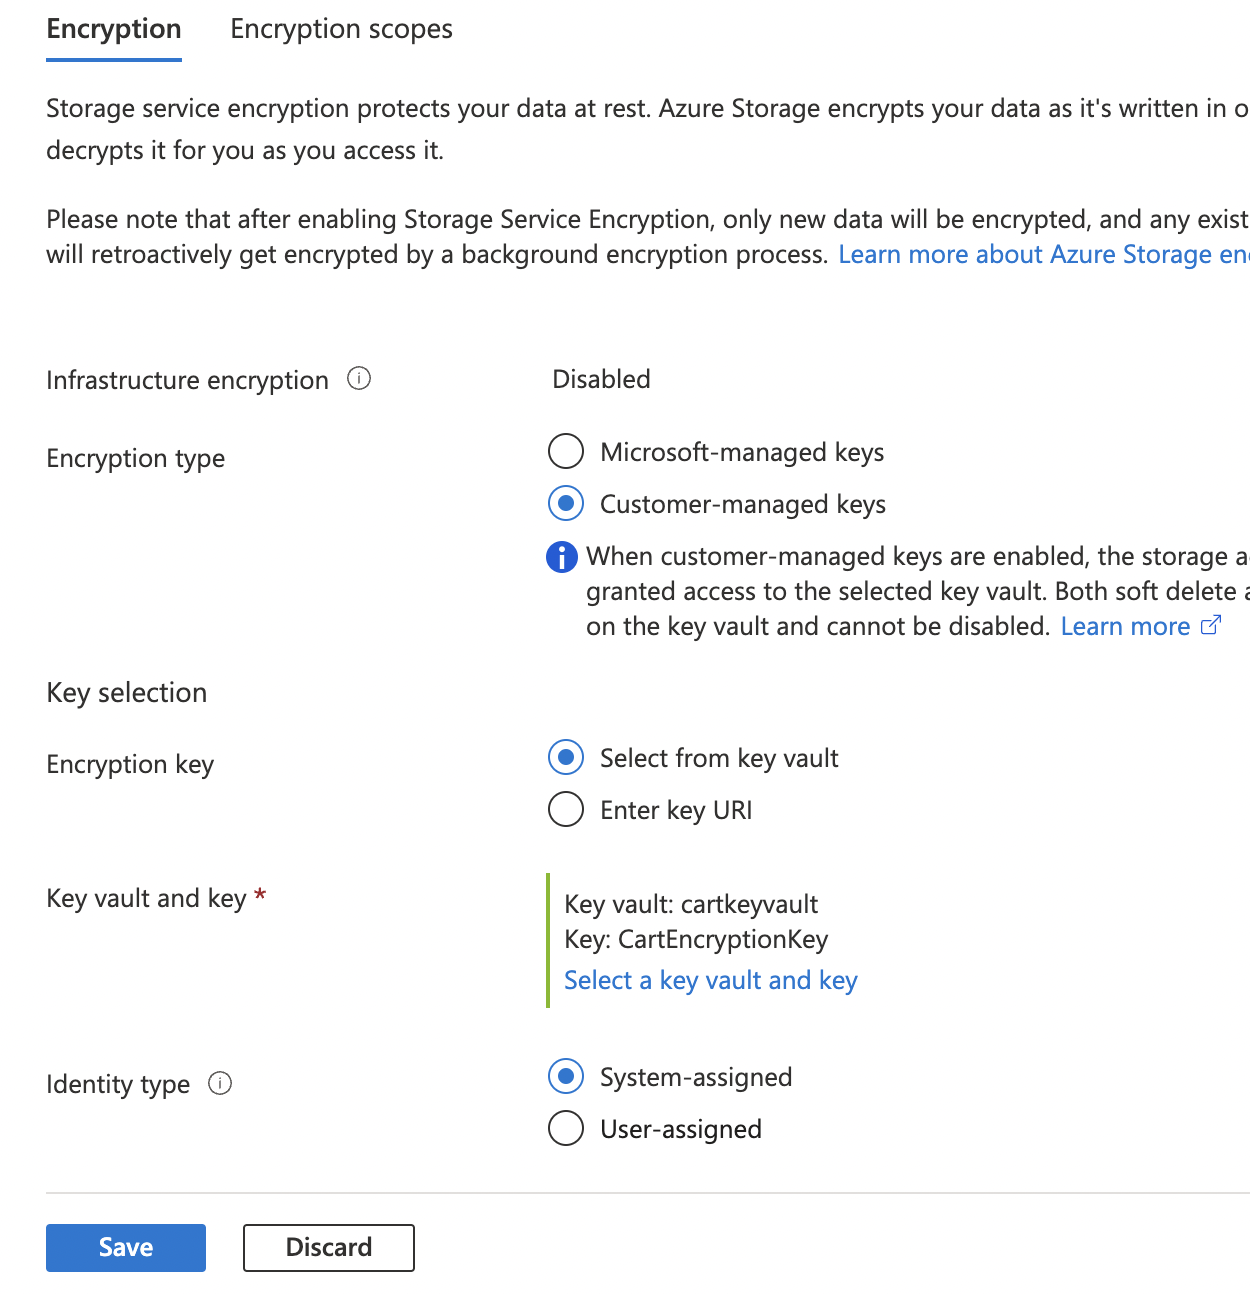 Encryption Encryption scopes
Storage service encryption protects your data at rest. Azure Storage encrypts your data as it's written in
decrypts it for you as you access it.
Please note that after enabling Storage Service Encryption, only new data will be encrypted, and any
will retroactively get encrypted by a background encryption process. Learn more about Azure Storage
Infrastructure encryption Disabled
Encryption type
Microsoft-managed keys
Customer-managed keys
When customer-managed keys are enabled, the storage
granted access to the selected key vault. Both soft delete
on the key vault and cannot be disabled. Learn more
Key selection
Encryption key
Select from key vault
Enter key URI
Key vault and key *
Key vault: cartkeyvault
Key: CartEncryptionKey
Select a key vault and key
Identity type
System-assigned
User-assigned
Save Discard